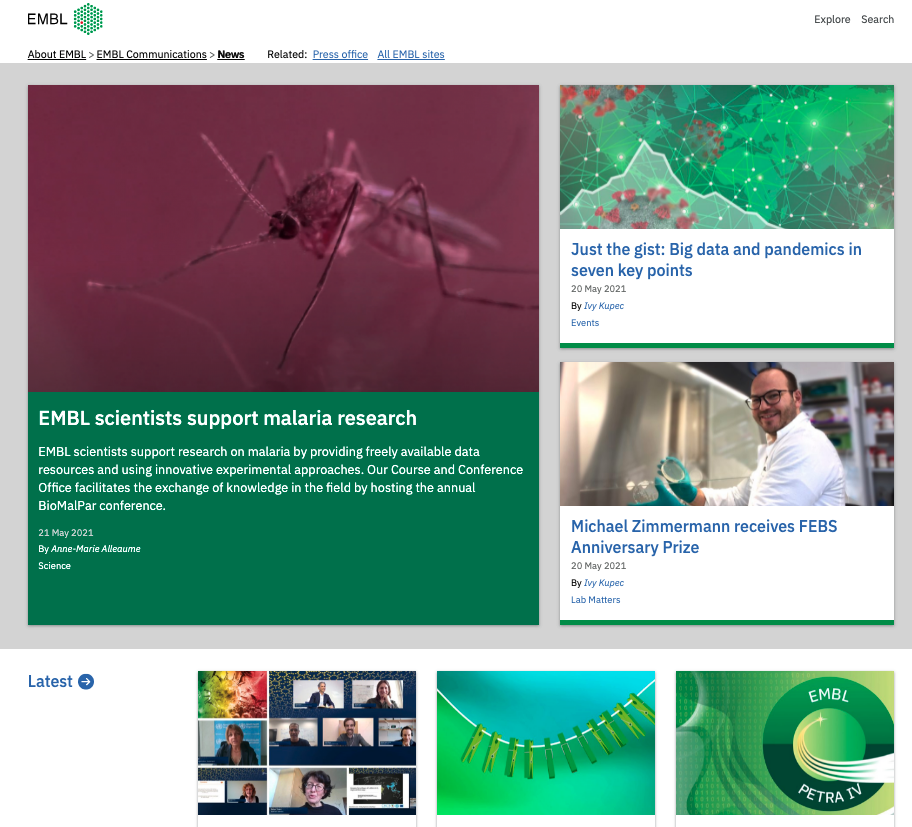 EMBL
Explore Search
About EMBL > EMBL Communications > News Related: Press office All EMBL sites
EMBL scientists support malaria research
EMBL scientists support research on malaria by providing freely available data
resources and using innovative experimental approaches. Our Course and Conference
Office facilitates the exchange of knowledge in the field by hosting the annual
BioMalPar conference.
21 May 2021
By Anne-Marie Alleaume
Science
Just the gist: Big data and pandemics in
seven key points
20 May 2021
By Ivy Kupec
Events
Michael Zimmermann receives FEBS
Anniversary Prize
20 May 2021
By Ivy Kupec
Lab Matters
Latest
EMBL
PETRA IV